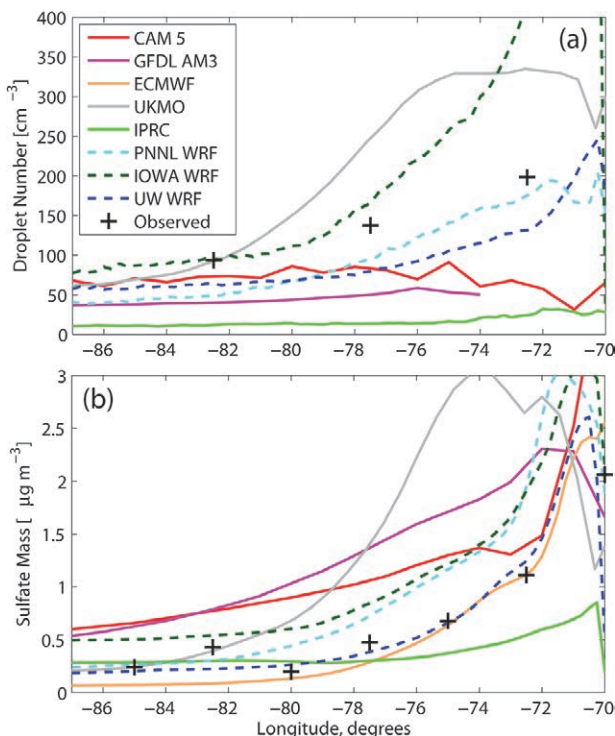 (a)
Droplet Number [cm⁻³]
400
350
300
250
200
150
100
50
0
CAM 5
GFDL AM3
ECMWF
UKMO
IPRC
PNNL WRF
IOWA WRF
UW WRF
Observed
−86 −84 −82 −80 −78 −76 −74 −72 −70
(b)
Sulfate Mass [ μg m⁻³]
3
2.5
2
1.5
1
0.5
0
−86 −84 −82 −80 −78 −76 −74 −72 −70
Longitude, degrees